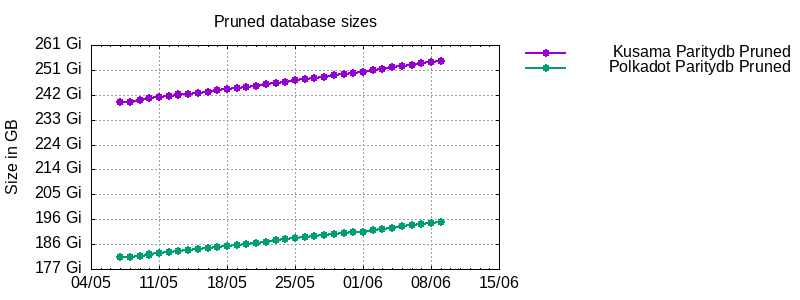 Pruned database sizes
261 Gi
251 Gi
242 Gi
233 Gi
224 Gi
214 Gi
205 Gi
196 Gi
186 Gi
177 Gi
Size in GB
04/05 11/05 18/05 25/05 01/06 08/06 15/06
Kusama Paritydb Pruned
Polkadot Paritydb Pruned